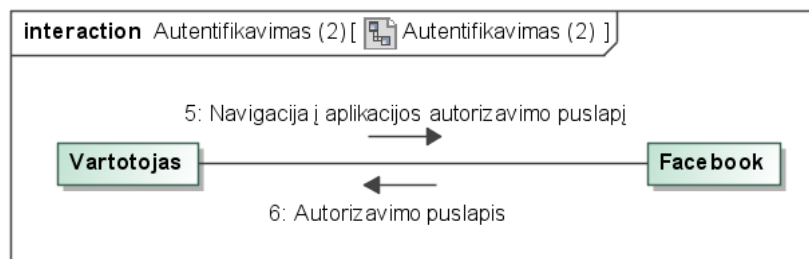 interaction Autentifikavimas (2)[ Autentifikavimas (2) ]
5: Navigacija į aplikacijos autorizavimo puslapį
Vartotojas
Facebook
6: Autorizavimo puslapis